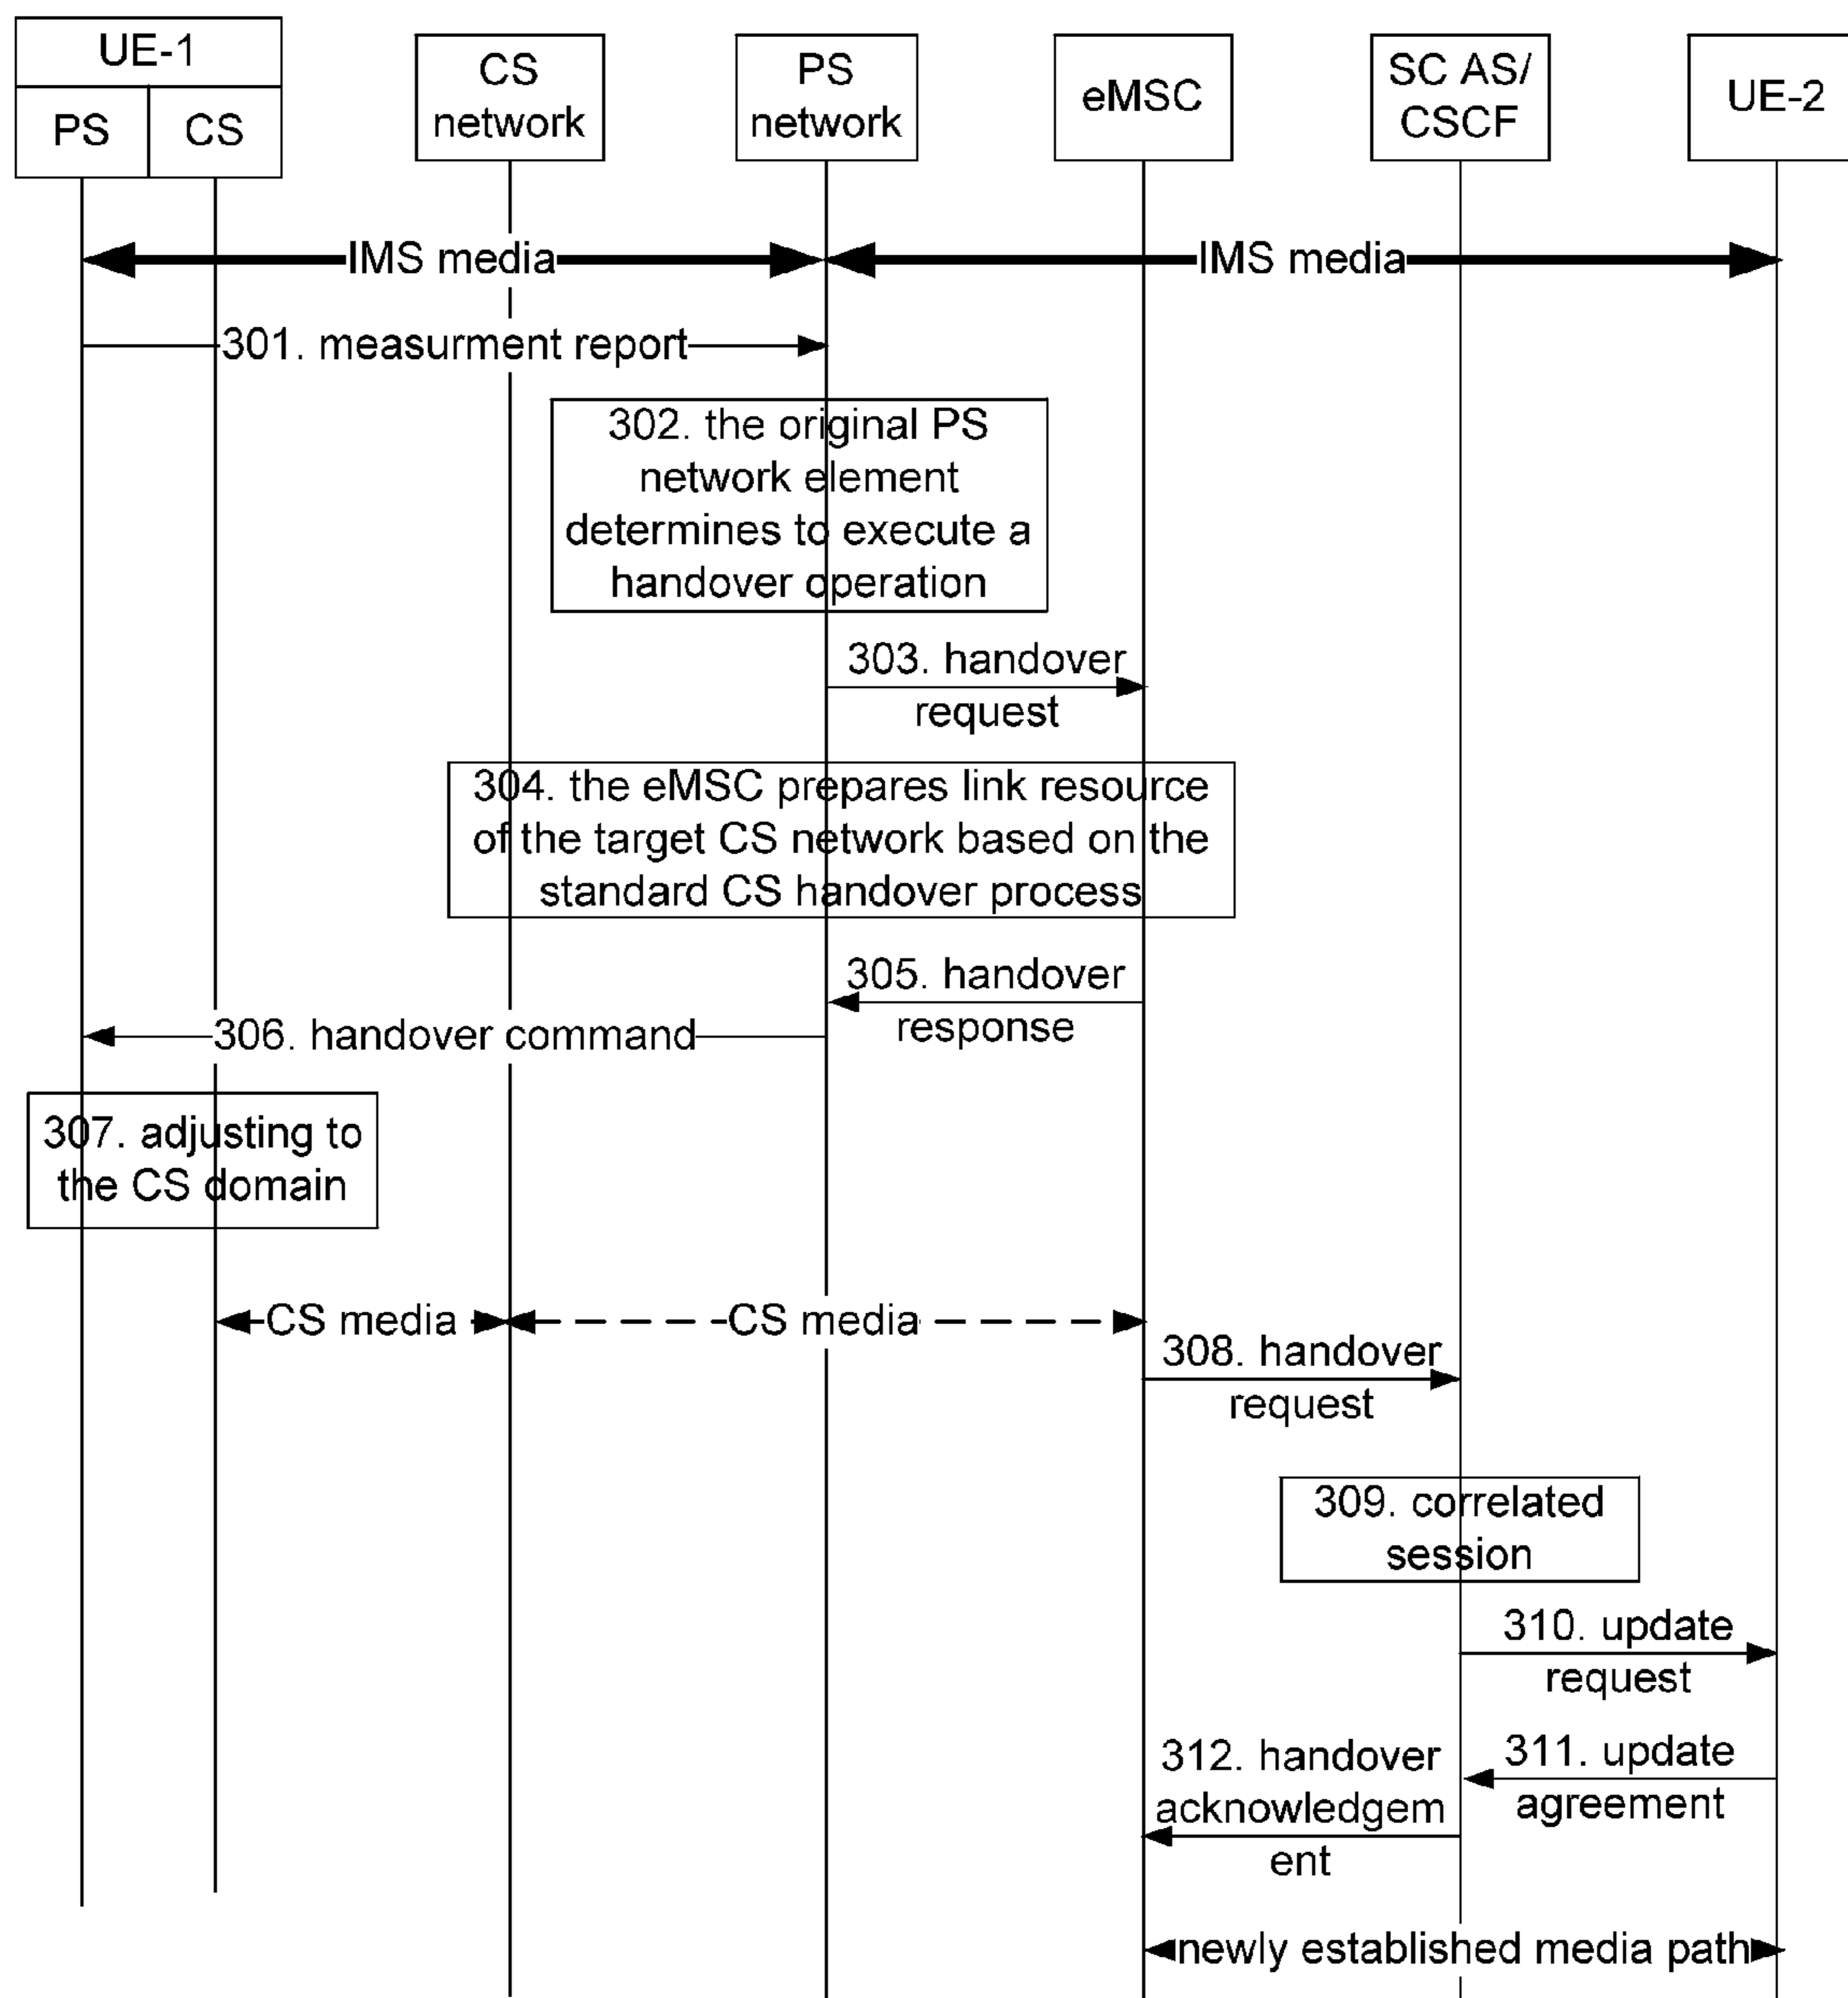 UE-1
PS
CS
CS
network
PS
network
eMSC
SC AS/
CSCF
UE-2
IMS media
IMS media
301. measurment report
302. the original PS
network element
determines to execute a
handover operation
303. handover
request
304. the eMSC prepares link resource
of the target CS network based on the
standard CS handover process
305. handover
response
306. handover command
307. adjusting to
the CS domain
CS media
CS media
308. handover
request
309. correlated
session
310. update
request
311. update
agreement
312. handover
acknowledgem
ent
newly established media path